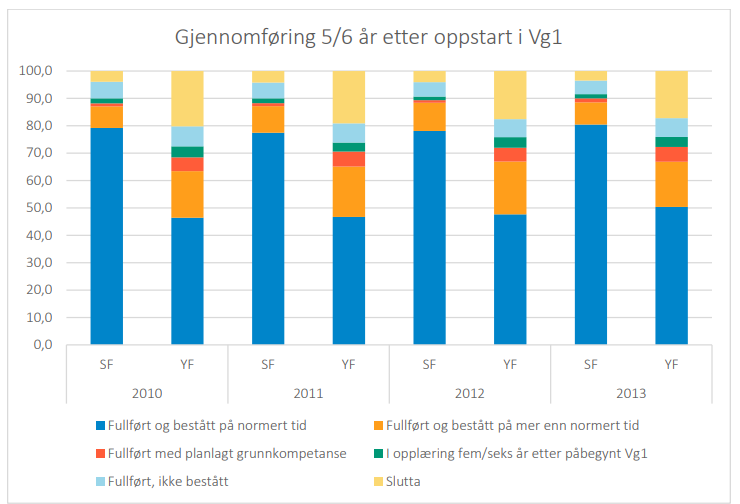 Gjennomføring 5/6 år etter oppstart i Vg1
100,0
90,0
80,0
70,0
60,0
50,0
40,0
30,0
20,0
10,0
0,0
SF YF SF YF SF YF SF YF
2010 2011 2012 2013
Fullført og bestått på normert tid Fullført og bestått på mer enn normert tid
Fullført med planlagt grunnkompetanse I opplæring fem/seks år etter påbegynt Vg1
Fullført, ikke bestått Slutta